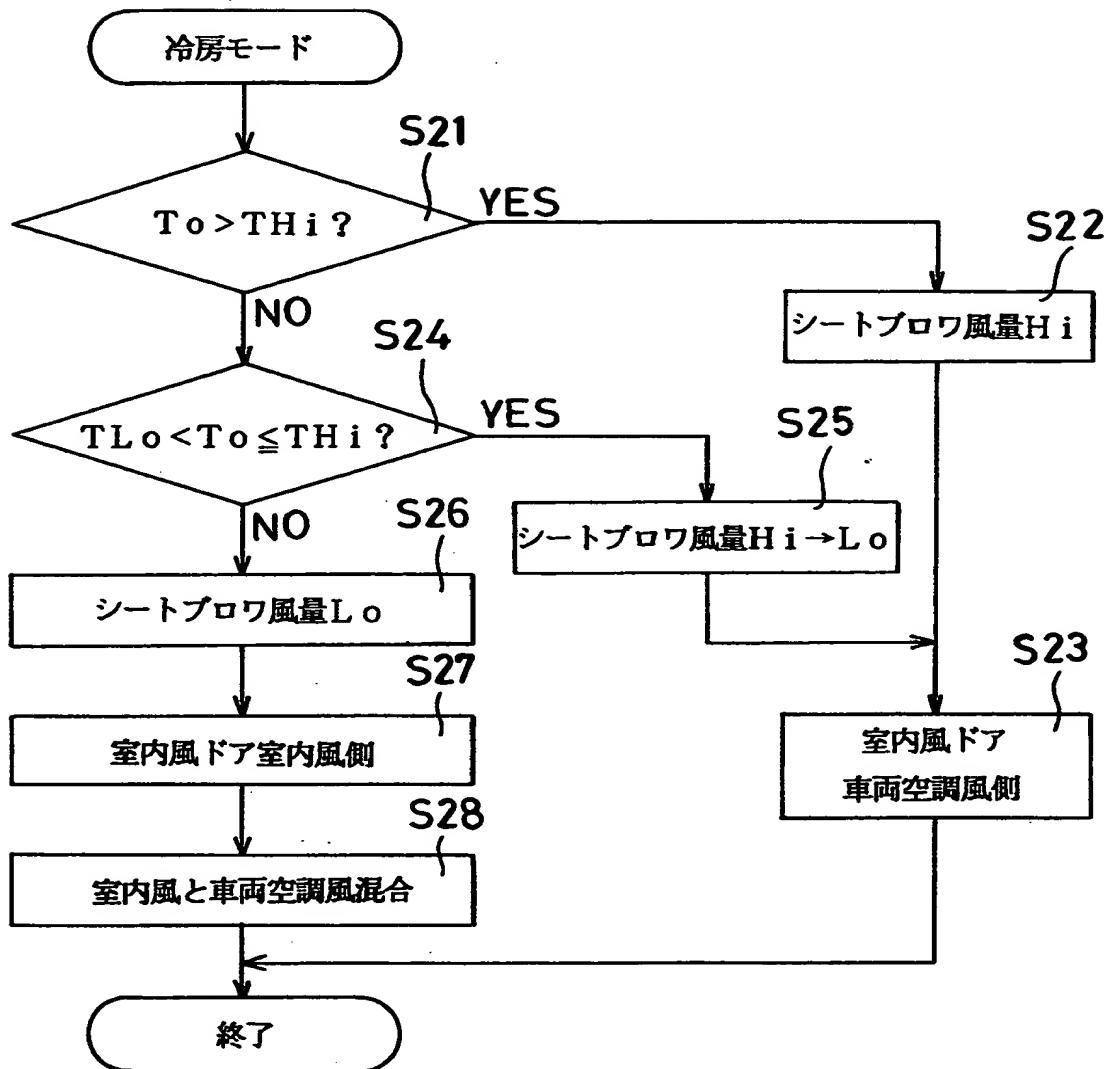 冷房モード
S21
To>THi?
YES
NO
S22
シートブロワ風量Hi
S24
TLo<To≦THi?
YES
NO
S25
シートブロワ風量Hi→Lo
S26
シートブロワ風量Lo
S27
室内風ドア室内風側
S23
室内風ドア
車両空調風側
S28
室内風と車両空調風混合
終了